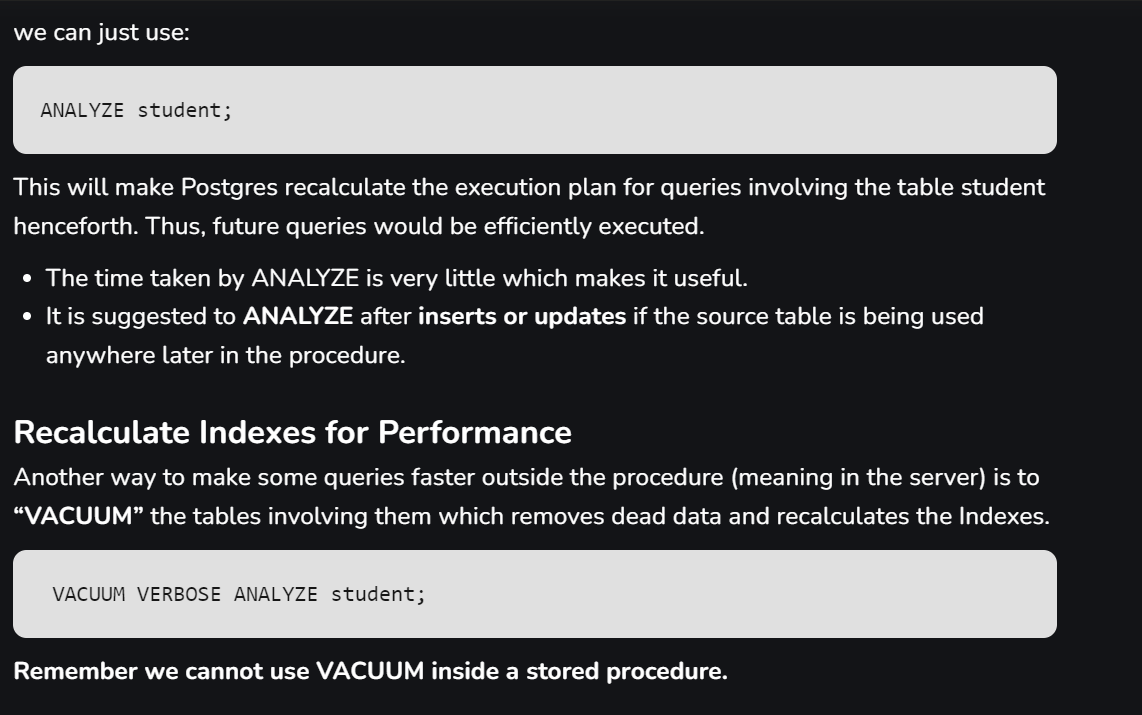 we can just use:
ANALYZE student;
This will make Postgres recalculate the execution plan for queries involving the table student
henceforth. Thus, future queries would be efficiently executed.
• The time taken by ANALYZE is very little which makes it useful.
• It is suggested to ANALYZE after inserts or updates if the source table is being used
anywhere later in the procedure.
Recalculate Indexes for Performance
Another way to make some queries faster outside the procedure (meaning in the server) is to
“VACUUM” the tables involving them which removes dead data and recalculates the Indexes.
VACUUM VERBOSE ANALYZE student;
Remember we cannot use VACUUM inside a stored procedure.